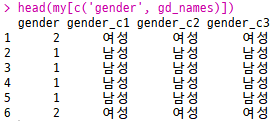 > head(my[c('gender', gd_names)])
gender gender_c1 gender_c2 gender_c3
1 2 여성 여성 여성
2 1 남성 남성 남성
3 1 남성 남성 남성
4 1 남성 남성 남성
5 1 남성 남성 남성
6 2 여성 여성 여성